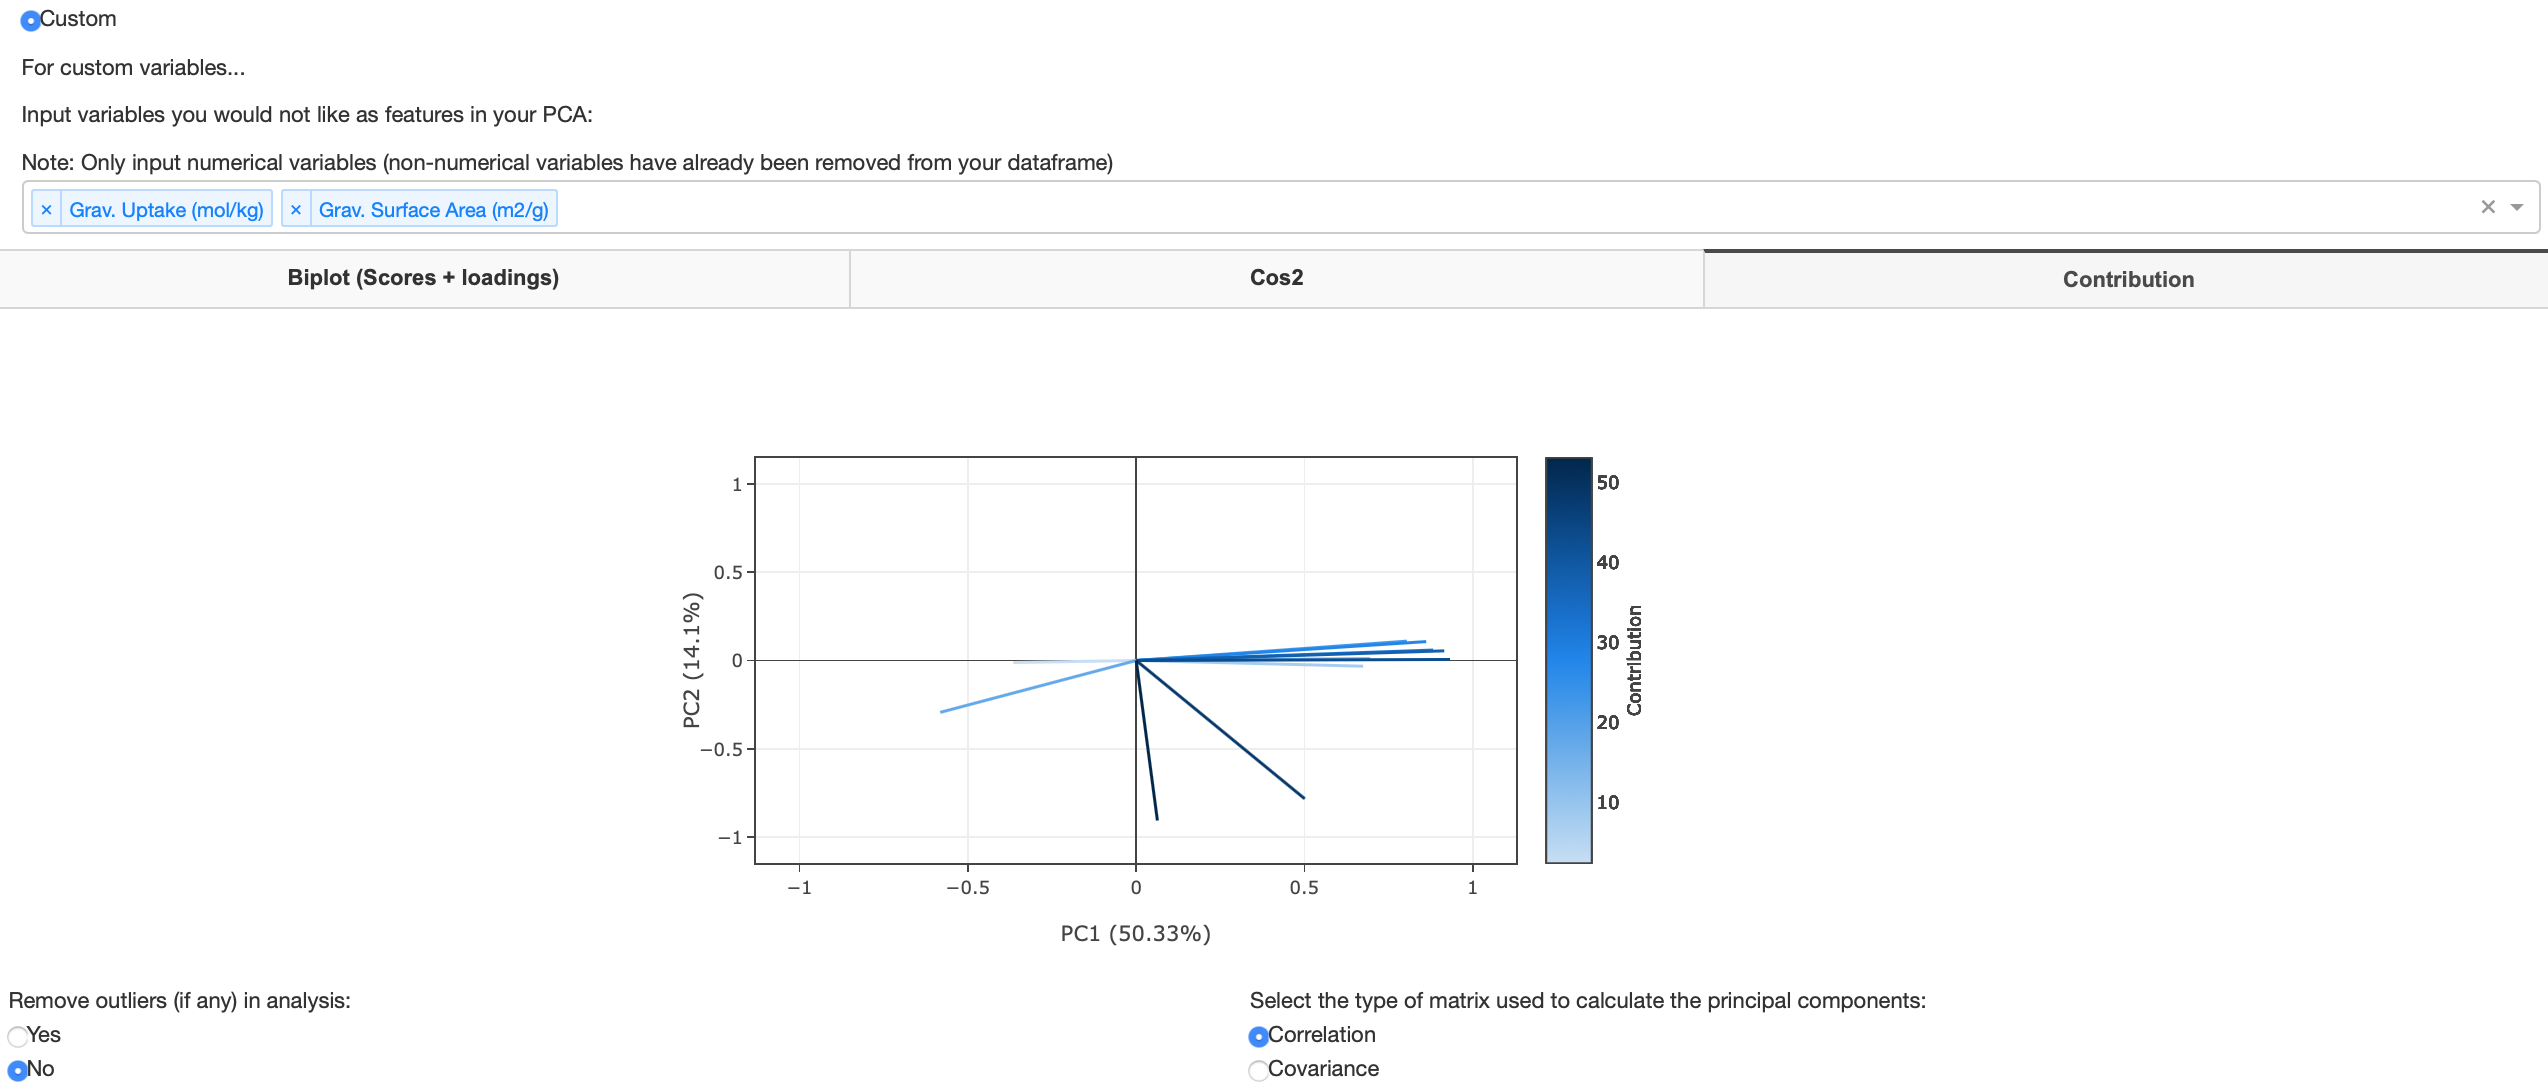 Custom
For custom variables...
Input variables you would not like as features in your PCA:
Note: Only input numerical variables (non-numerical variables have already been removed from your dataframe)
× Grav. Uptake (mol/kg) × Grav. Surface Area (m2/g) ×
Biplot (Scores + loadings) Cos2 Contribution
1
0.5
0
−0.5
−1
PC2 (14.1%)
−1 −0.5 0 0.5 1
PC1 (50.33%)
50
40
30
20
10
Contribution
Remove outliers (if any) in analysis:
Yes
No
Select the type of matrix used to calculate the principal components:
Correlation
Covariance